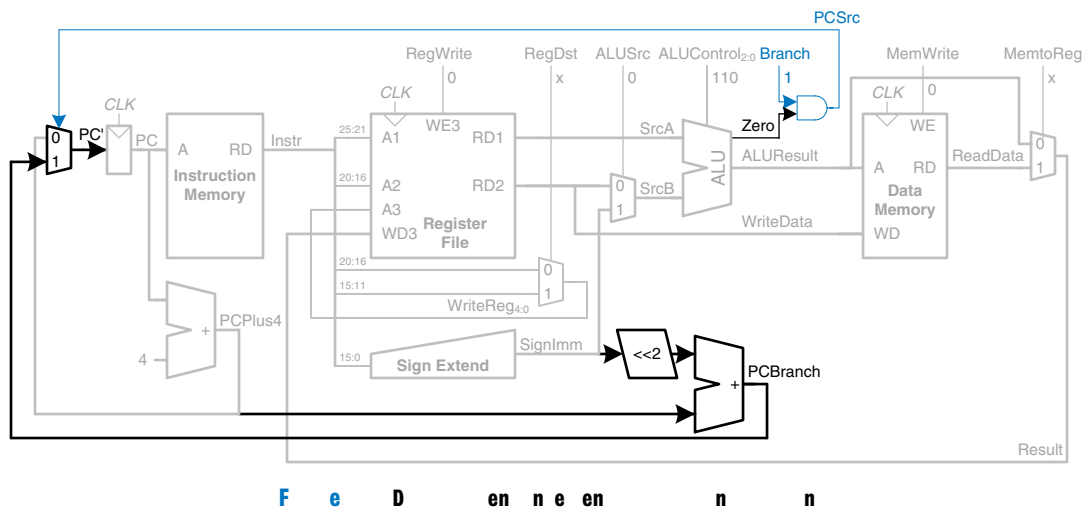 PCSrc
RegWrite RegDst ALUSrc ALUControl2:0 Branch MemWrite MemtoReg
0 x 0 110 1 0 x
CLK CLK CLK
0 PC' PC A RD Instr 25:21 A1 WE3 RD1 SrcA Zero WE
1 Instruction Memory 20:16 A2 RD2 0 SrcB ALU ALUResult A RD ReadData 0
A3 1 Data Memory 1
WD3 Register File WriteData WD
20:16 0
15:11 1
WriteReg4:0
PCPlus4
+
4 15:0 Sign Extend SignImm <<2
+ PCBranch
Result
F e D en n e en n n